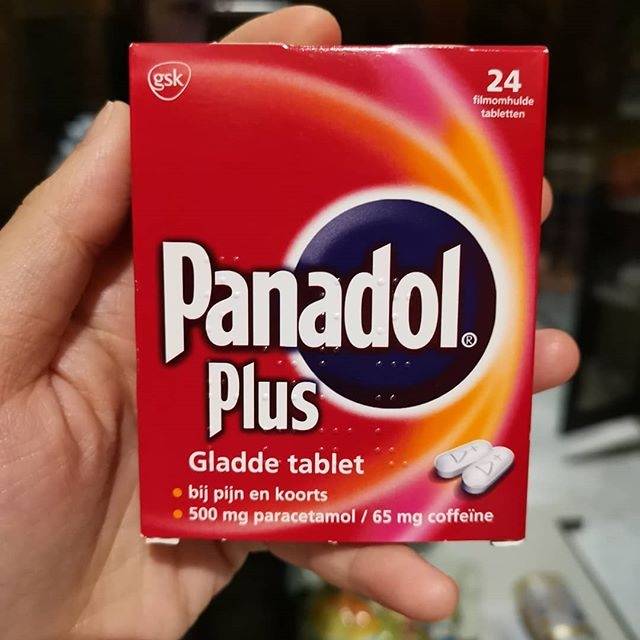 gsk
24
filmomhulde
tabletten
Panadol®
Plus
Gladde tablet
• bij pijn en koorts
• 500 mg paracetamol / 65 mg coffeïne